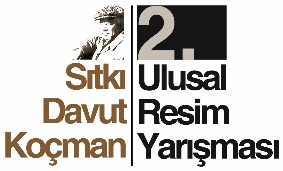 Sıtkı
Davut
Koçman
2.
Ulusal
Resim
Yarışması